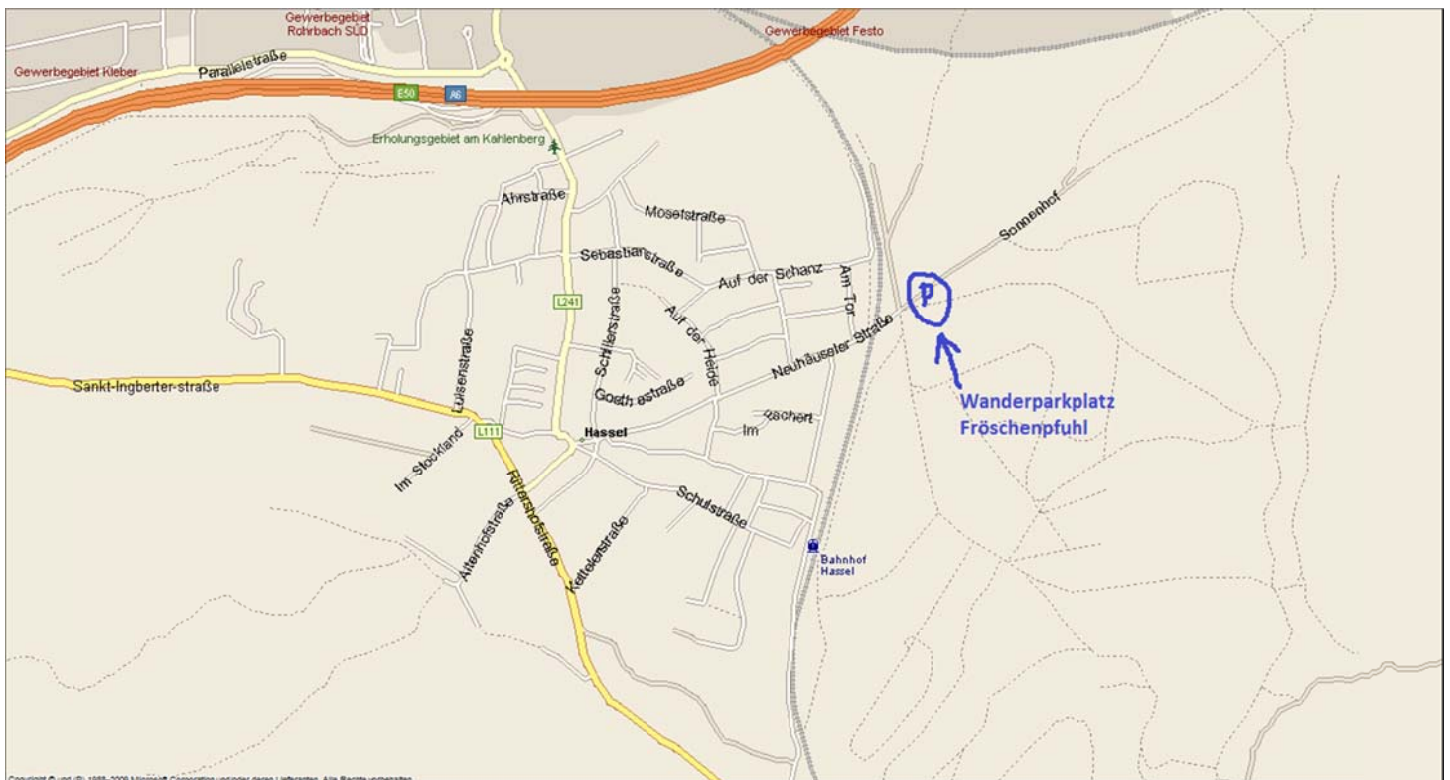 Gewerbegebiet
Rohrbach SÜD
Gewerbegebiet Festo
Gewerbegebiet Kleber
Parallelstraße
E50
A6
Erholungsgebiet am Kahlenberg
Ahrstraße
Moselstraße
Sonnenhof
Sebastianstraße
Auf der Schanz
Am Tor
P
L241
Schillerstraße
Auf der Heide
Neuhäuseler Straße
Luisenstraße
Sankt-Ingberter-straße
Goethestraße
Wanderparkplatz
Fröschenpfuhl
Im
L111
Hassel
Im-Stockland
Rittershofstraße
Schulstraße
Altenhofstraße
Kettelerstraße
Bahnhof
Hassel